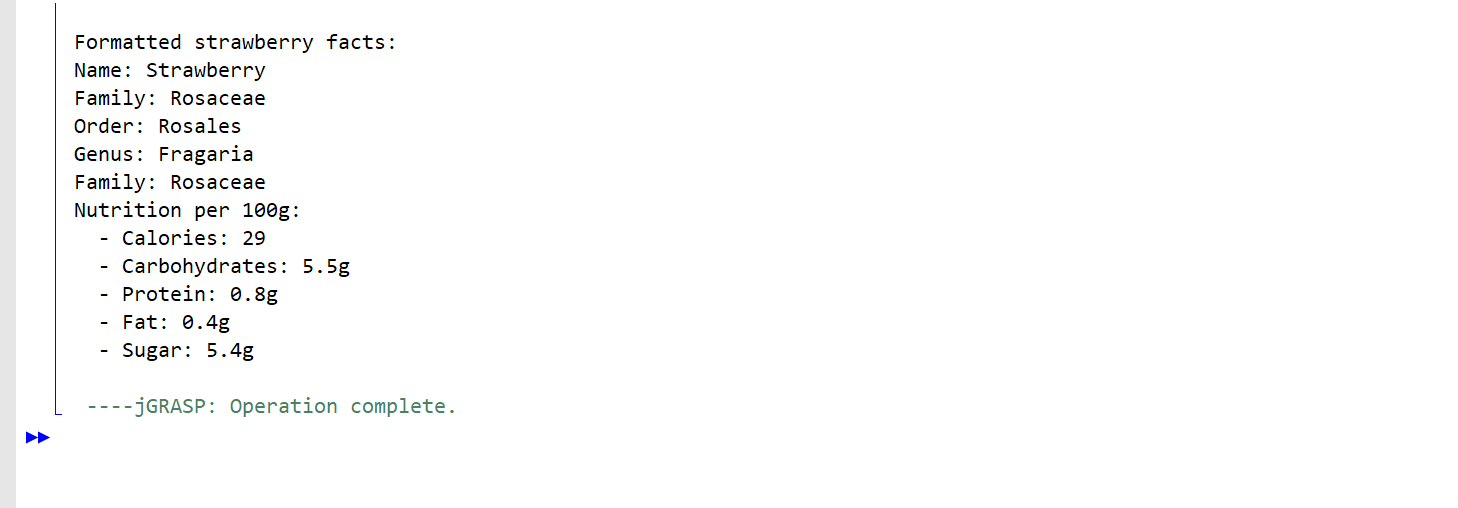 Formatted strawberry facts:
Name: Strawberry
Family: Rosaceae
Order: Rosales
Genus: Fragaria
Family: Rosaceae
Nutrition per 100g:
  - Calories: 29
  - Carbohydrates: 5.5g
  - Protein: 0.8g
  - Fat: 0.4g
  - Sugar: 5.4g
----jGRASP: Operation complete.